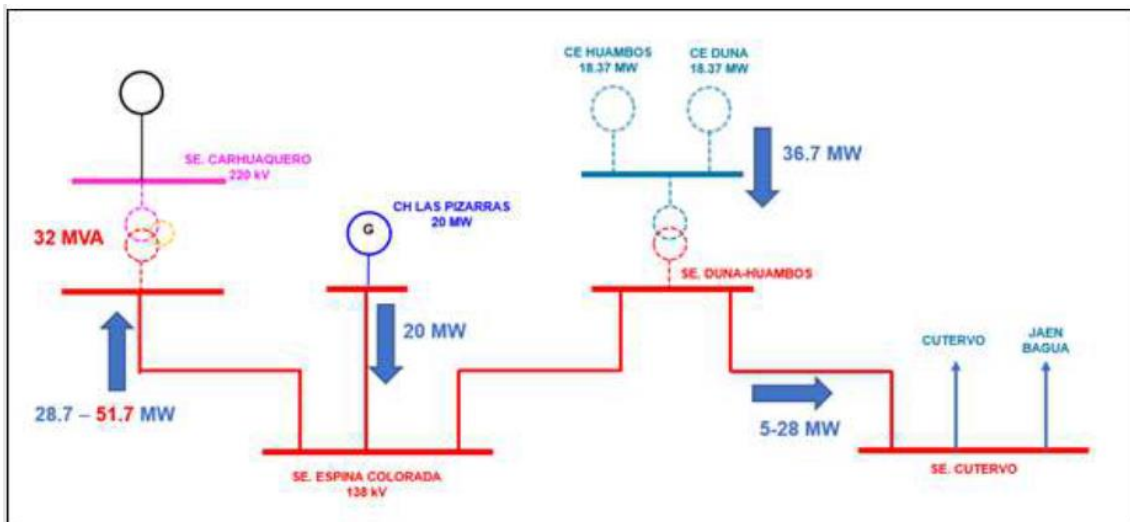 CE HUAMBOS
18.37 MW
CE DUNA
18.37 MW
36.7 MW
SE. CARHUAQUERO
220 kV
32 MVA
CH LAS PIZARRAS
20 MW
G
SE. DUNA-HUAMBOS
20 MW
28.7 – 51.7 MW
CUTERVO
JAEN
BAGUA
5-28 MW
SE. ESPINA COLORADA
138 kV
SE. CUTERVO